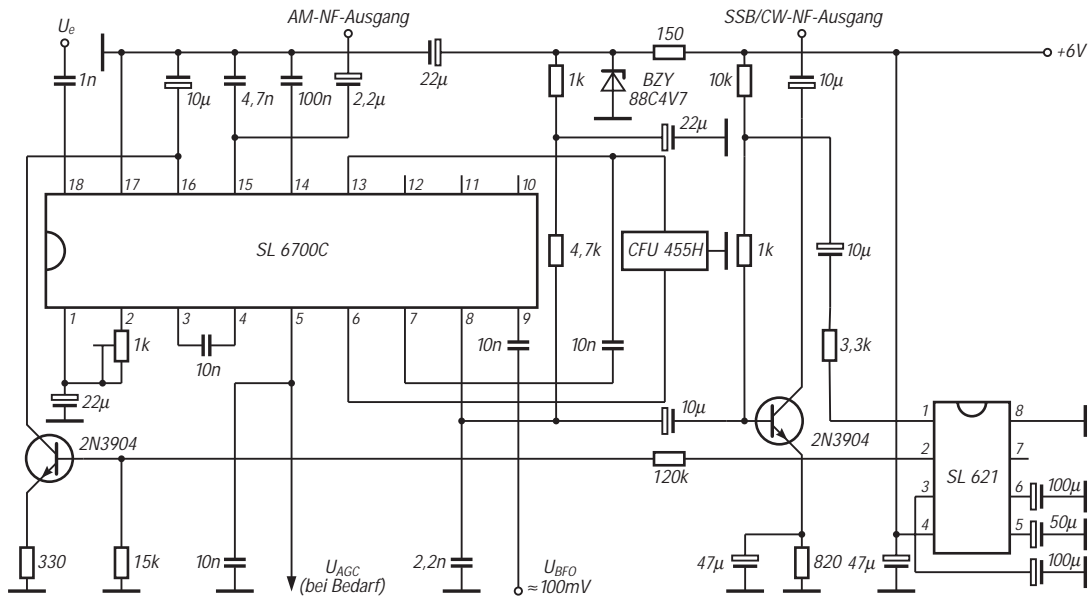 Ue
AM-NF-Ausgang
SSB/CW-NF-Ausgang
+6V
1n
10µ
4,7n
100n
2,2µ
22µ
1k
BZY
88C4V7
150
10k
10µ
22µ
18
17
16
15
14
13
12
11
10
SL 6700C
4,7k
CFU 455H
1k
10µ
1
2
3
4
5
6
7
8
9
1k
10n
10n
10n
3,3k
22µ
10µ
2N3904
2N3904
120k
1
2
3
4
SL 621
8
7
6
5
100µ
50µ
100µ
330
15k
10n
UAGC
(bei Bedarf)
2,2n
UBFO
≈100mV
47µ
820
47µ